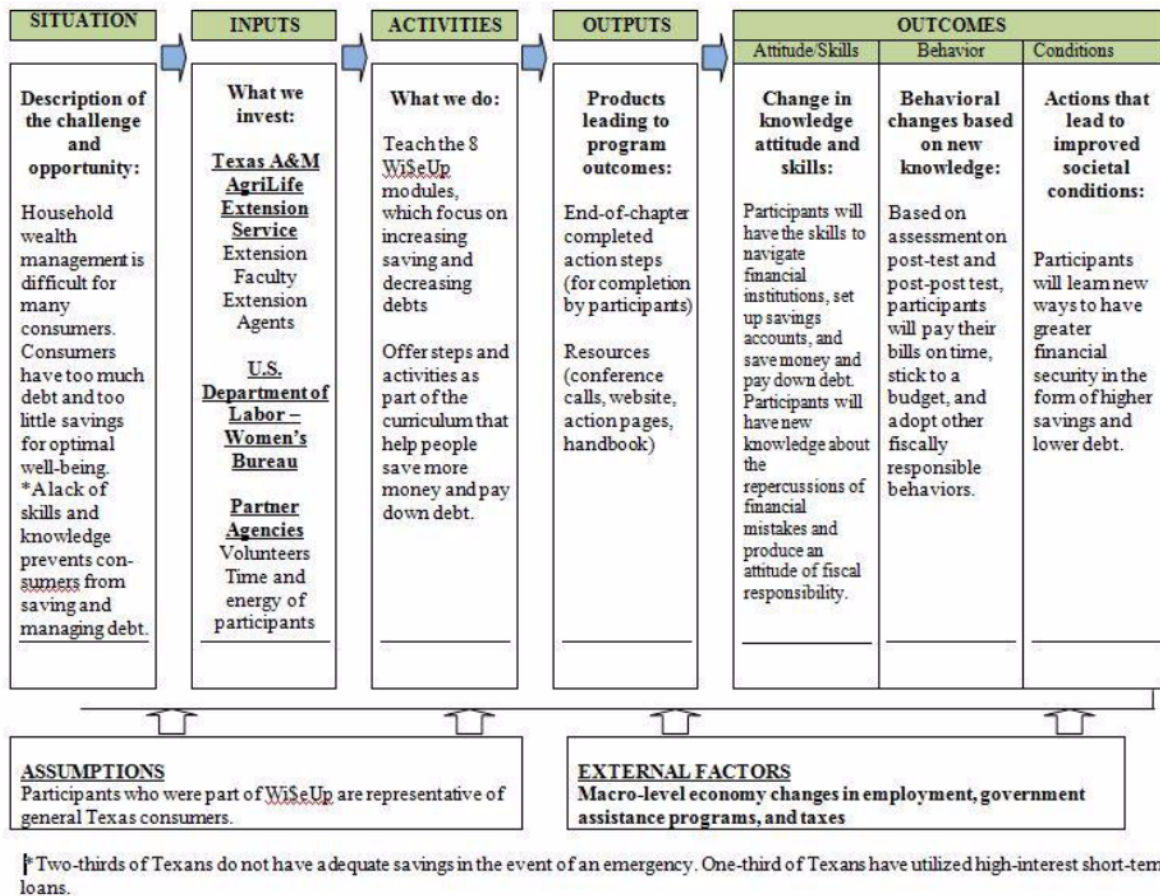 SITUATION
Description of
the challenge
and
opportunity:
Household
wealth
management is
difficult for
many
consumers.
Consumers
have too much
debt and too
little savings
for optimal
well-being.
*A lack of
skills and
knowledge
prevents con-
sumers from
saving and
managing debt.
INPUTS
What we
invest:
Texas A&M
AgriLife
Extension
Service
Extension
Faculty
Extension
Agents
U.S.
Department of
Labor –
Women's
Bureau
Partner
Agencies
Volunteers
Time and
energy of
participants
ACTIVITIES
What we do:
Teach the 8
Wi$eUp
modules,
which focus on
increasing
saving and
decreasing
debts
Offer steps and
activities as
part of the
curriculum that
help people
save more
money and pay
down debt.
OUTPUTS
Products
leading to
program
outcomes:
End-of-chapter
completed
action steps
(for completion
by participants)
Resources
(conference
calls, website,
action pages,
handbook)
OUTCOMES
Attitude/Skills
Change in
knowledge
attitude and
skills:
Participants will
have the skills to
navigate
financial
institutions, set
up savings
accounts, and
save money and
pay down debt.
Participants will
have new
knowledge about
the
repercussions of
financial
mistakes and
produce an
attitude of fiscal
responsibility.
Behavior
Behavioral
changes based
on new
knowledge:
Based on
assessment on
post-test and
post-post test,
participants
will pay their
bills on time,
stick to a
budget, and
adopt other
fiscally
responsible
behaviors.
Conditions
Actions that
lead to
improved
societal
conditions:
Participants
will learn new
ways to have
greater
financial
security in the
form of higher
savings and
lower debt.
ASSUMPTIONS
Participants who were part of Wi$eUp are representative of
general Texas consumers.
EXTERNAL FACTORS
Macro-level economy changes in employment, government
assistance programs, and taxes
* Two-thirds of Texans do not have adequate savings in the event of an emergency. One-third of Texans have utilized high-interest short-term
loans.